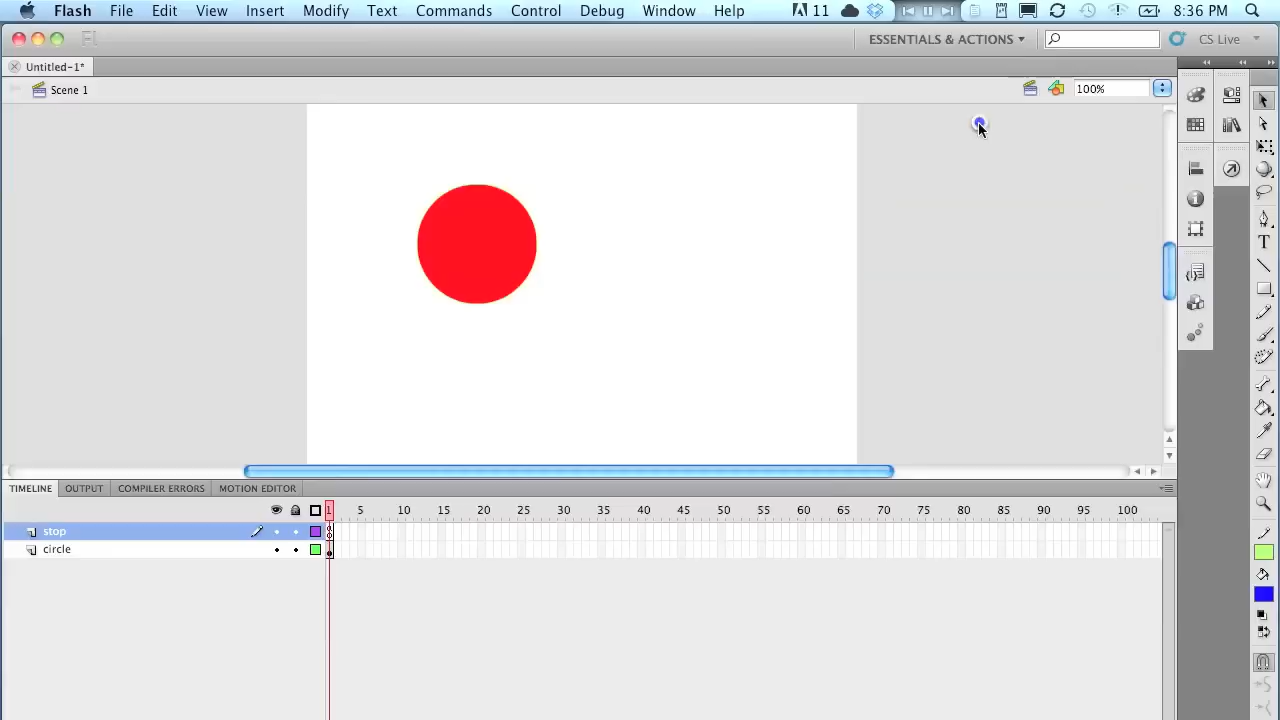 Flash File Edit View Insert Modify Text Commands Control Debug Window Help 11 8:36 PM
Fl ESSENTIALS & ACTIONS CS Live
Untitled-1*
Scene 1 100%
TIMELINE OUTPUT COMPILER ERRORS MOTION EDITOR
1 5 10 15 20 25 30 35 40 45 50 55 60 65 70 75 80 85 90 95 100
stop
circle